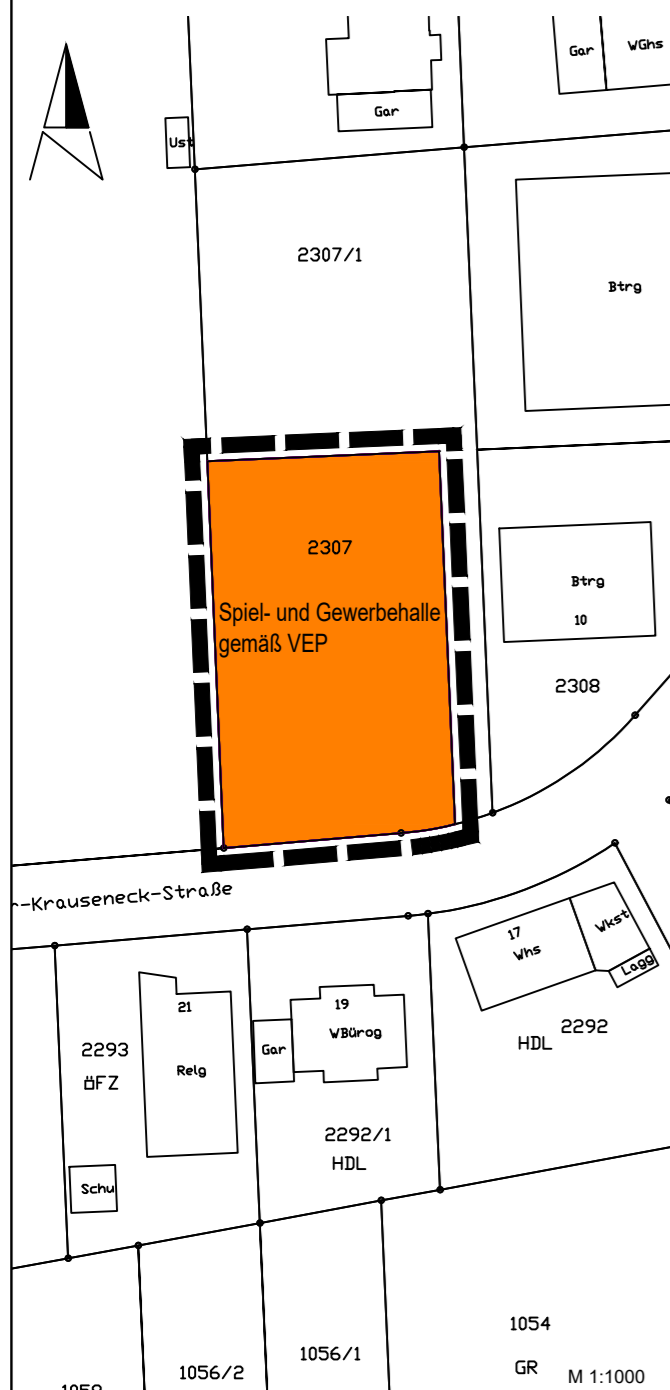 Gar
WGhs
Gar
Ust
2307/1
Btrg
2307
Spiel- und Gewerbehalle
gemäß VEP
Btrg
10
2308
r-Krauseneck-Straße
17
Whs
Wkst
Lagg
2292
HDL
21
19
WBürog
Gar
2293
öFZ
Relg
2292/1
HDL
Schu
1054
1056/1
1056/2
GR
M 1:1000